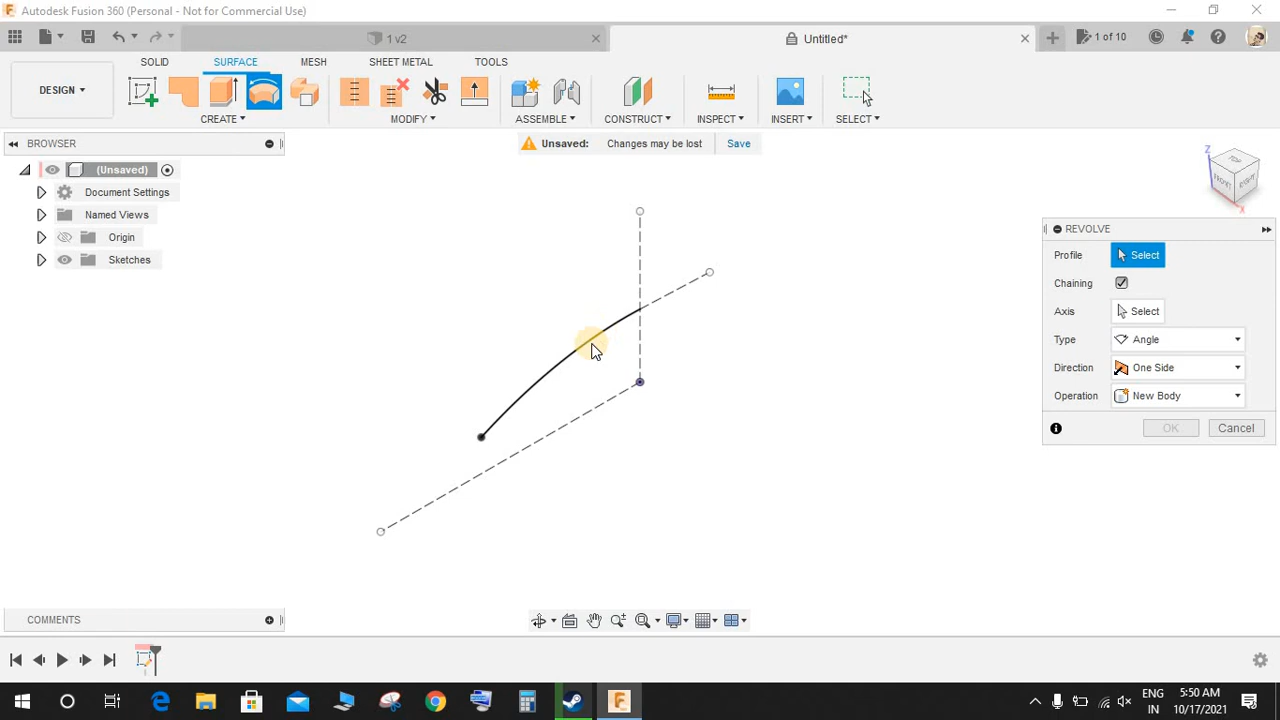 Autodesk Fusion 360 (Personal - Not for Commercial Use)
1 v2
Untitled*
1 of 10
SOLID
SURFACE
MESH
SHEET METAL
TOOLS
DESIGN
CREATE
MODIFY
ASSEMBLE
CONSTRUCT
INSPECT
INSERT
SELECT
BROWSER
Unsaved: Changes may be lost Save
(Unsaved)
Document Settings
Named Views
Origin
Sketches
Z
X
TOP
FRONT
RIGHT
REVOLVE
Profile Select
Chaining
Axis Select
Type Angle
Direction One Side
Operation New Body
OK Cancel
COMMENTS
ENG
IN
5:50 AM
10/17/2021